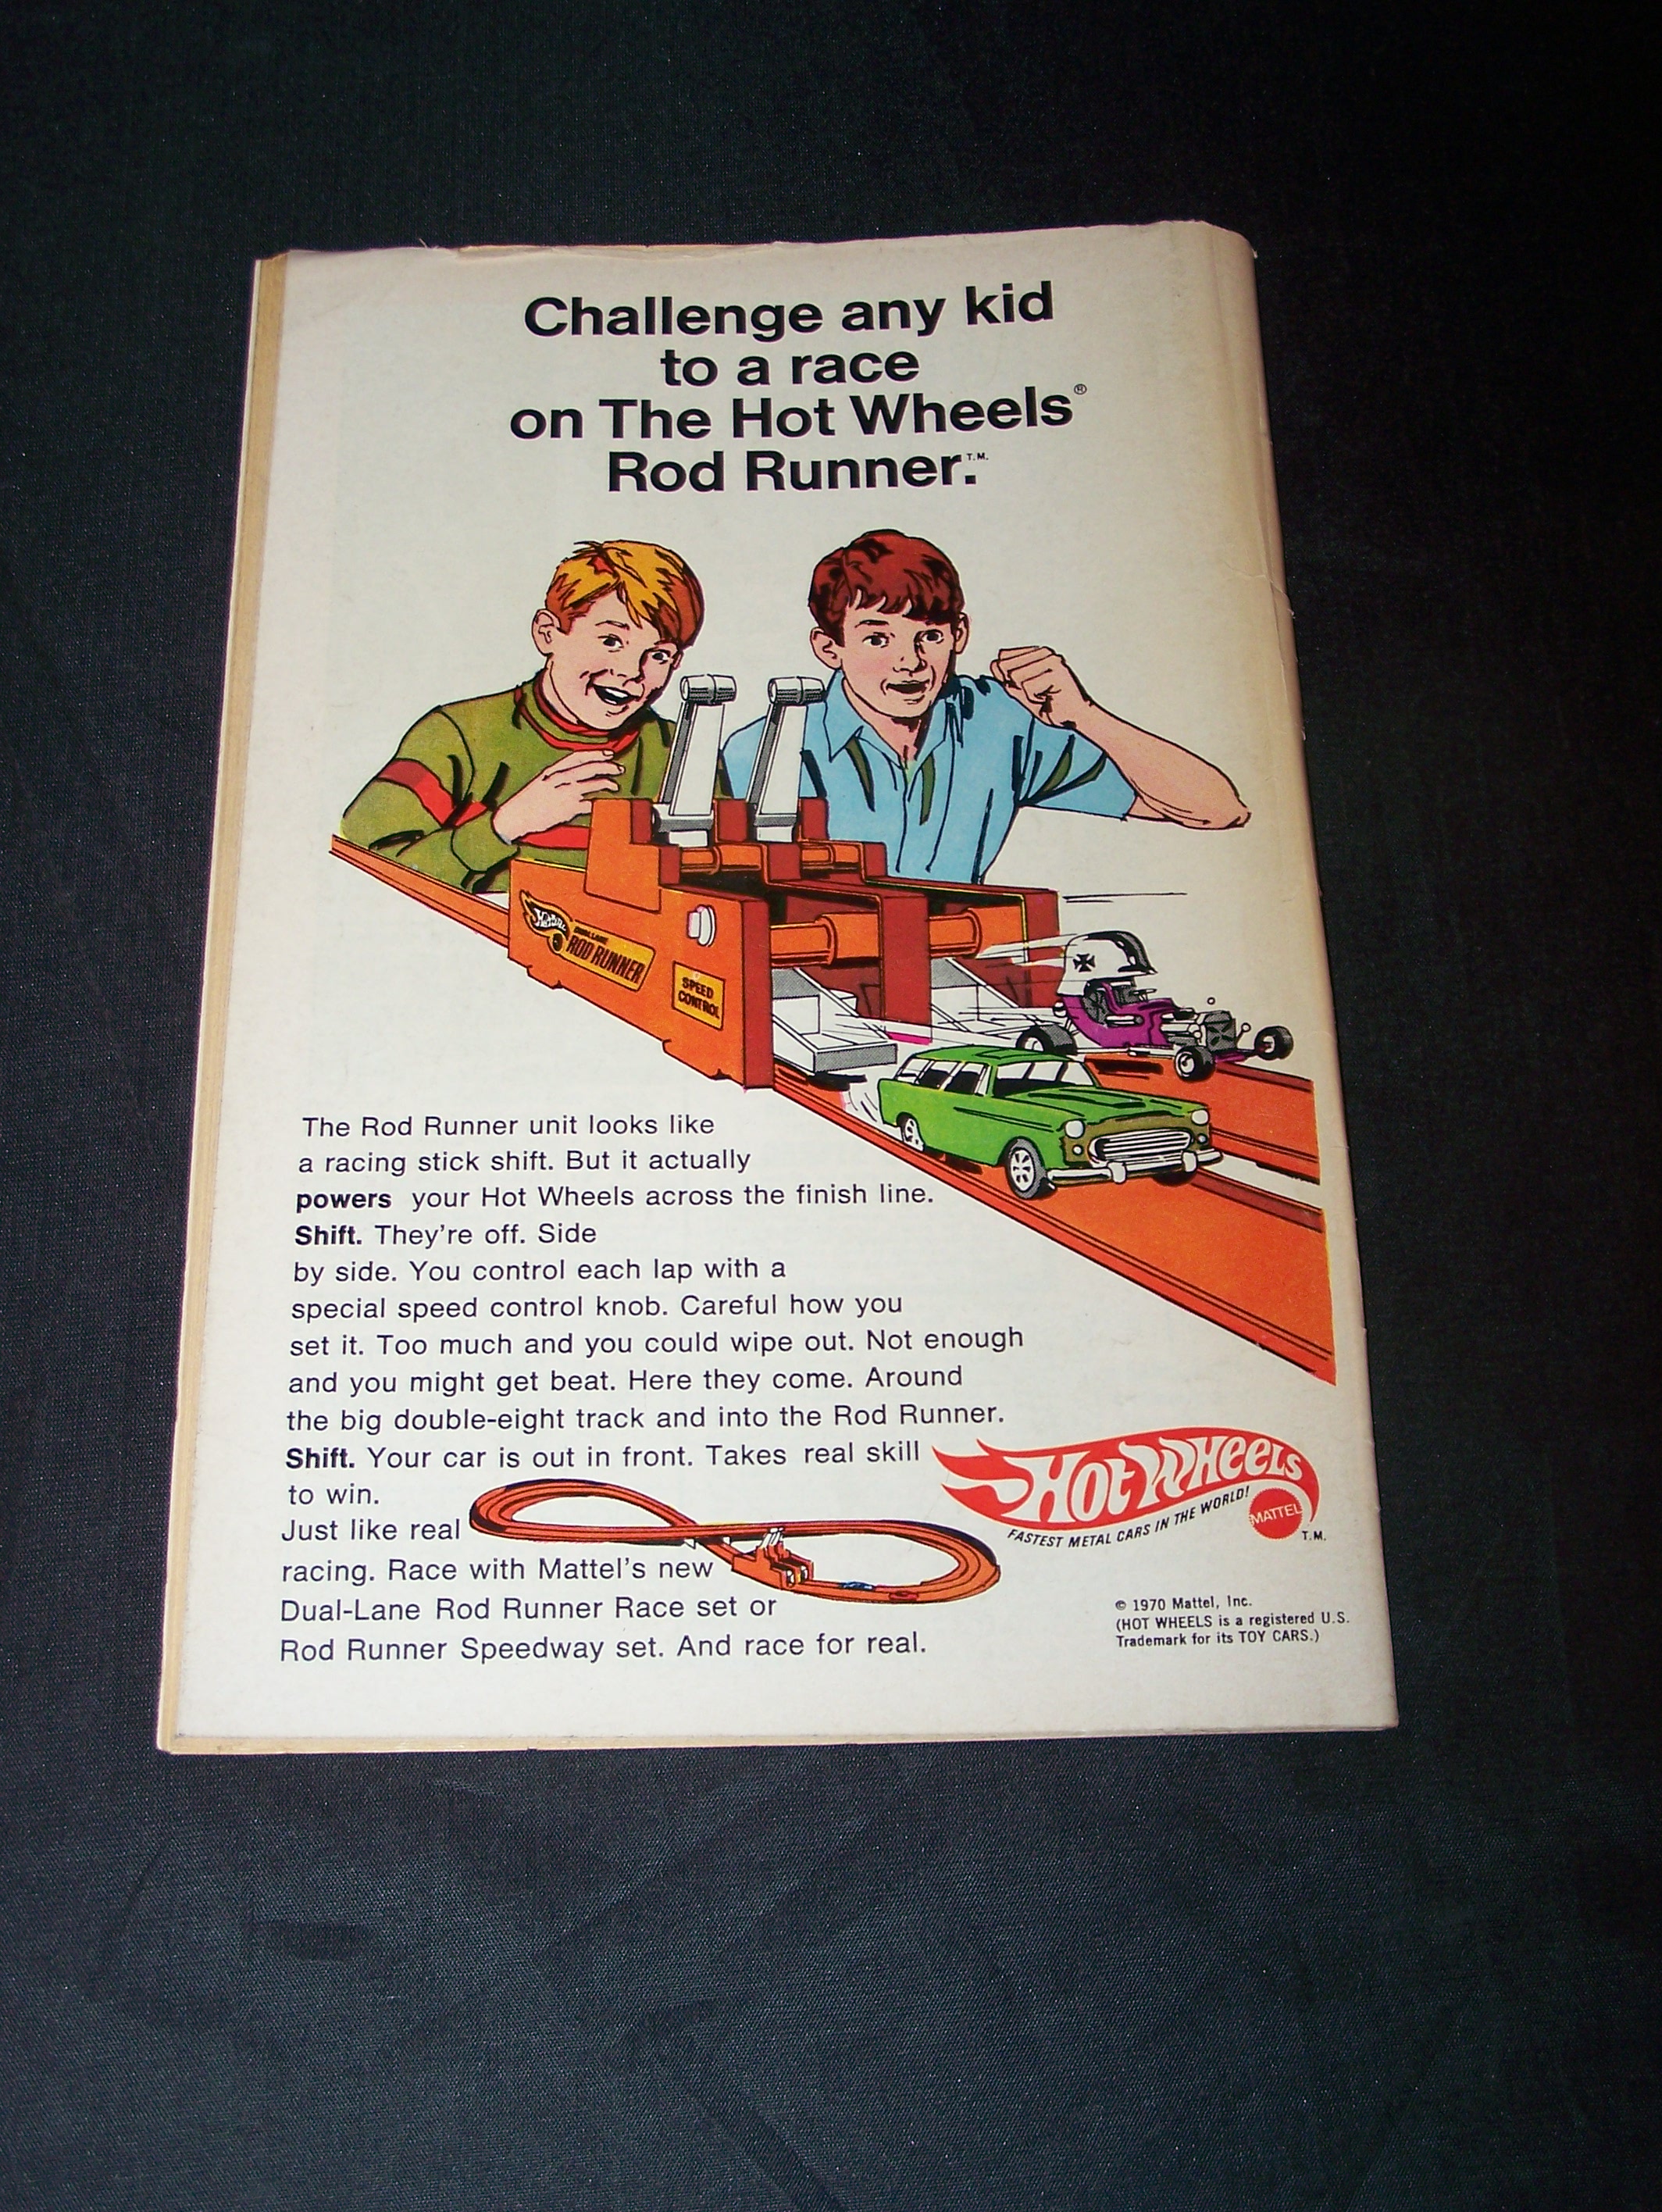 Challenge any kid
to a race
on The Hot Wheels®
Rod Runner.T.M.
HOT WHEELS
DUAL-LANE
ROD RUNNER
SPEED
CONTROL
The Rod Runner unit looks like
a racing stick shift. But it actually
powers your Hot Wheels across the finish line.
Shift. They're off. Side
by side. You control each lap with a
special speed control knob. Careful how you
set it. Too much and you could wipe out. Not enough
and you might get beat. Here they come. Around
the big double-eight track and into the Rod Runner.
Shift. Your car is out in front. Takes real skill
to win.
Just like real
racing. Race with Mattel's new
Dual-Lane Rod Runner Race set or
Rod Runner Speedway set. And race for real.
HOT WHEELS
FASTEST METAL CARS IN THE WORLD!
MATTEL
T.M.
© 1970 Mattel, Inc.
(HOT WHEELS is a registered U.S.
Trademark for its TOY CARS.)